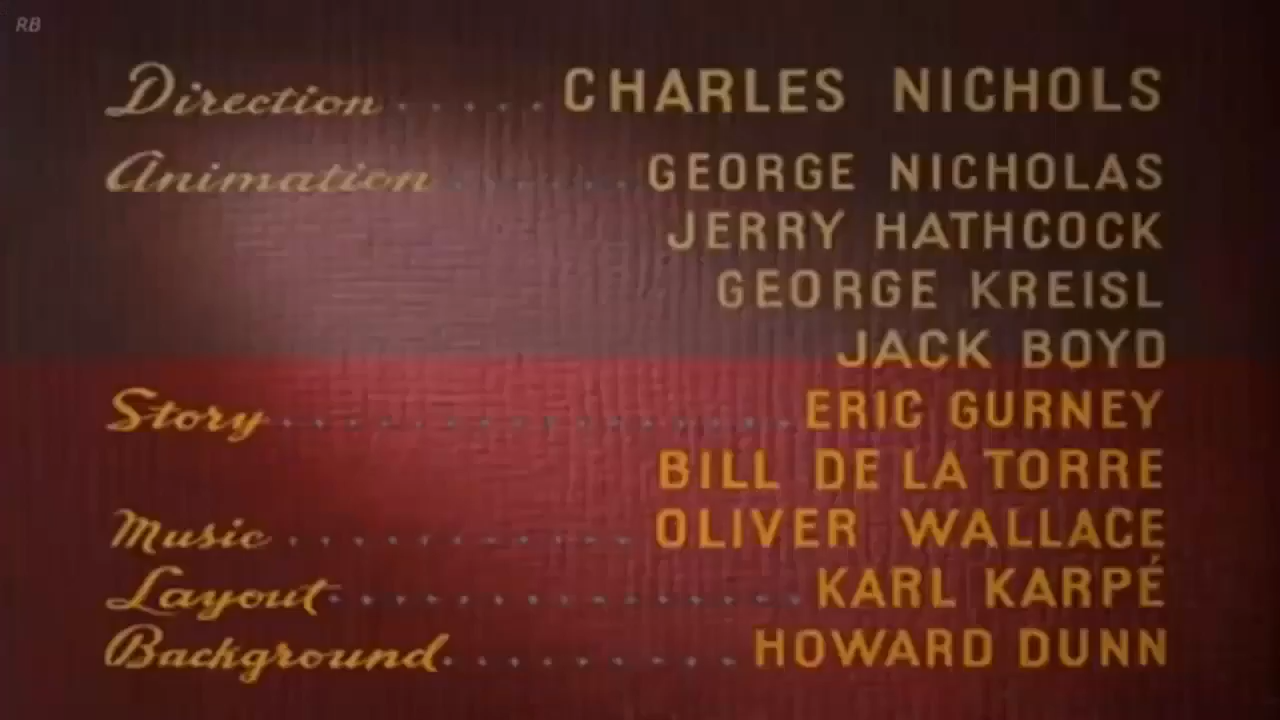 RB
Direction ..... CHARLES NICHOLS
Animation ....... GEORGE NICHOLAS
JERRY HATHCOCK
GEORGE KREISL
JACK BOYD
Story ................. ERIC GURNEY
BILL DE LA TORRE
Music ........... OLIVER WALLACE
Layout ............... KARL KARPÉ
Background ......... HOWARD DUNN